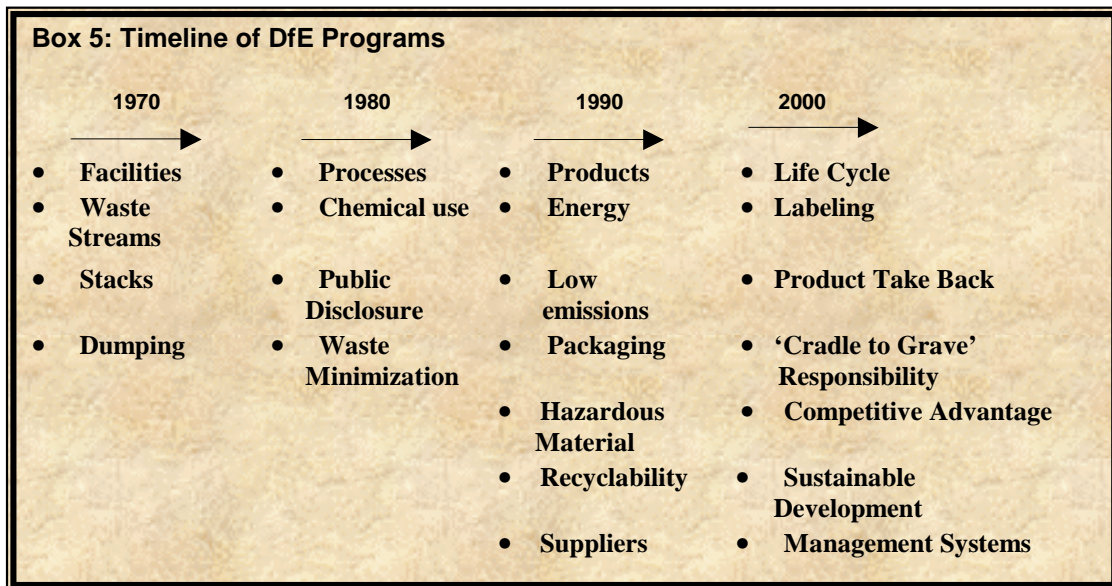 Box 5: Timeline of DfE Programs
1970 1980 1990 2000
• Facilities • Processes • Products • Life Cycle
• Waste Streams • Chemical use • Energy • Labeling
• Stacks • Public Disclosure • Low emissions • Product Take Back
• Dumping • Waste Minimization • Packaging • ‘Cradle to Grave’ Responsibility
• Hazardous Material • Competitive Advantage
• Recyclability • Sustainable Development
• Suppliers • Management Systems